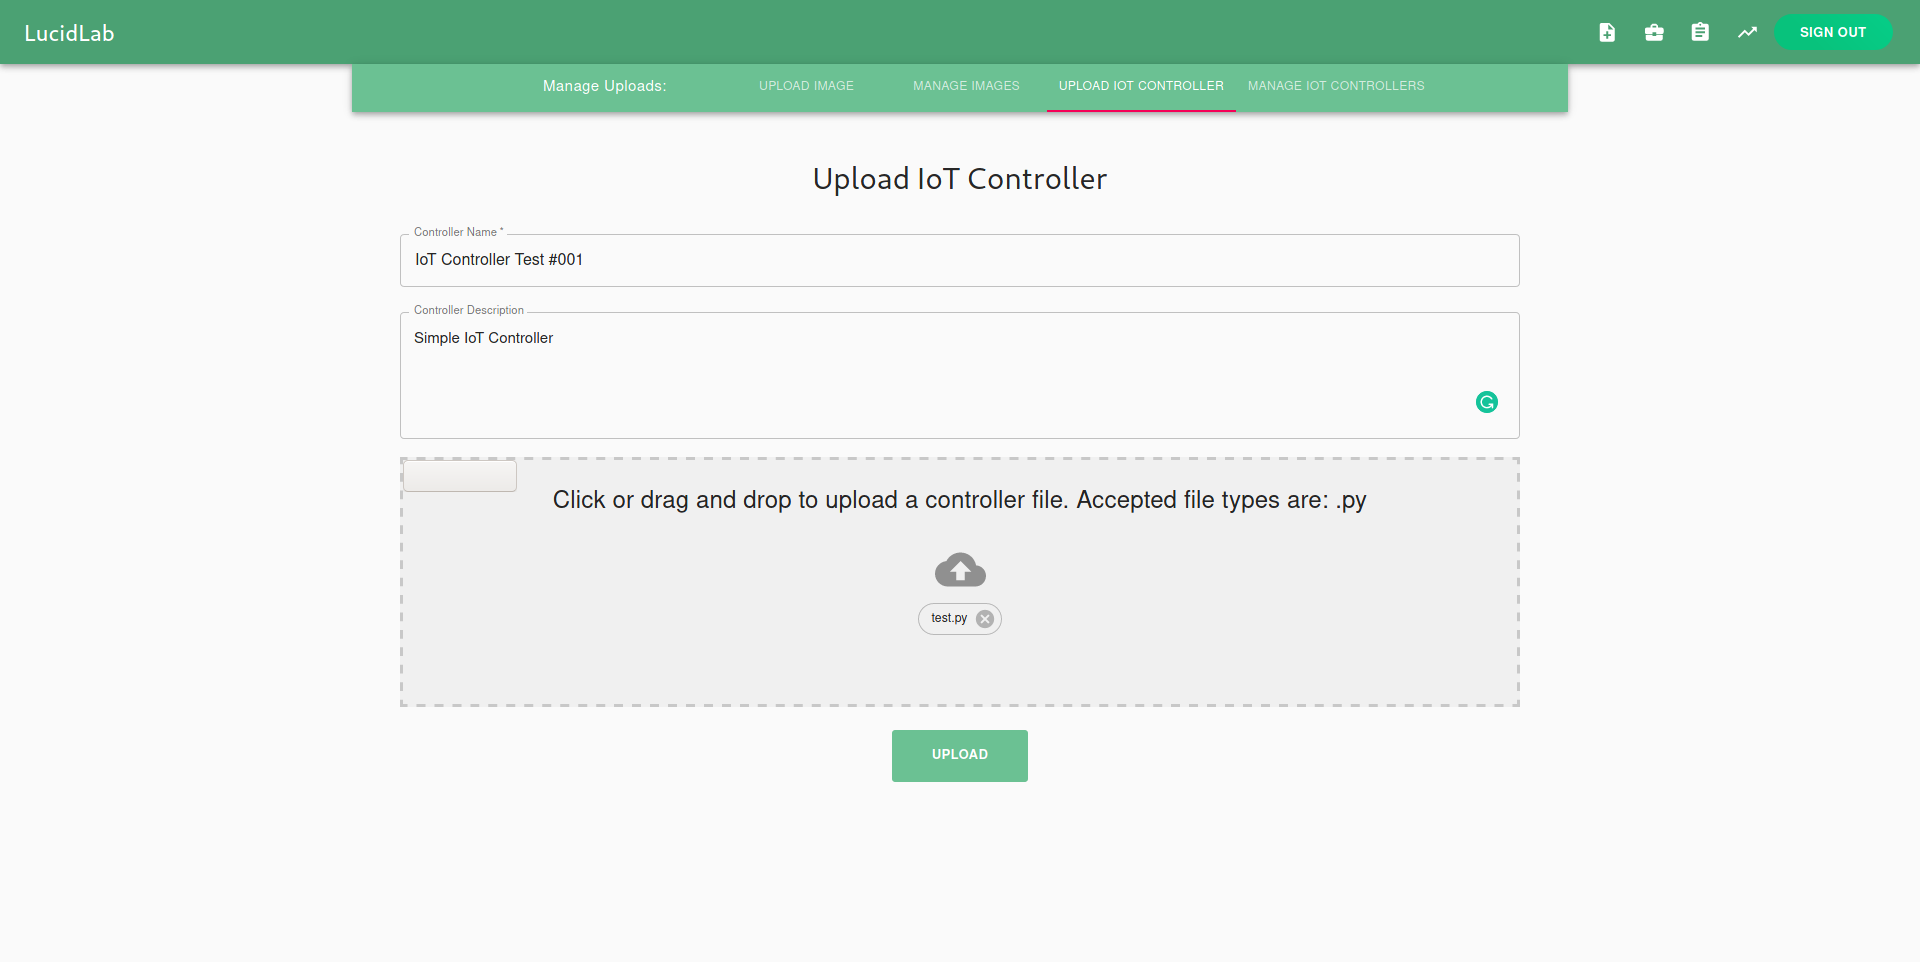 LucidLab
SIGN OUT
Manage Uploads:
UPLOAD IMAGE
MANAGE IMAGES
UPLOAD IOT CONTROLLER
MANAGE IOT CONTROLLERS
Upload IoT Controller
Controller Name *
IoT Controller Test #001
Controller Description
Simple IoT Controller
Click or drag and drop to upload a controller file. Accepted file types are: .py
test.py
UPLOAD